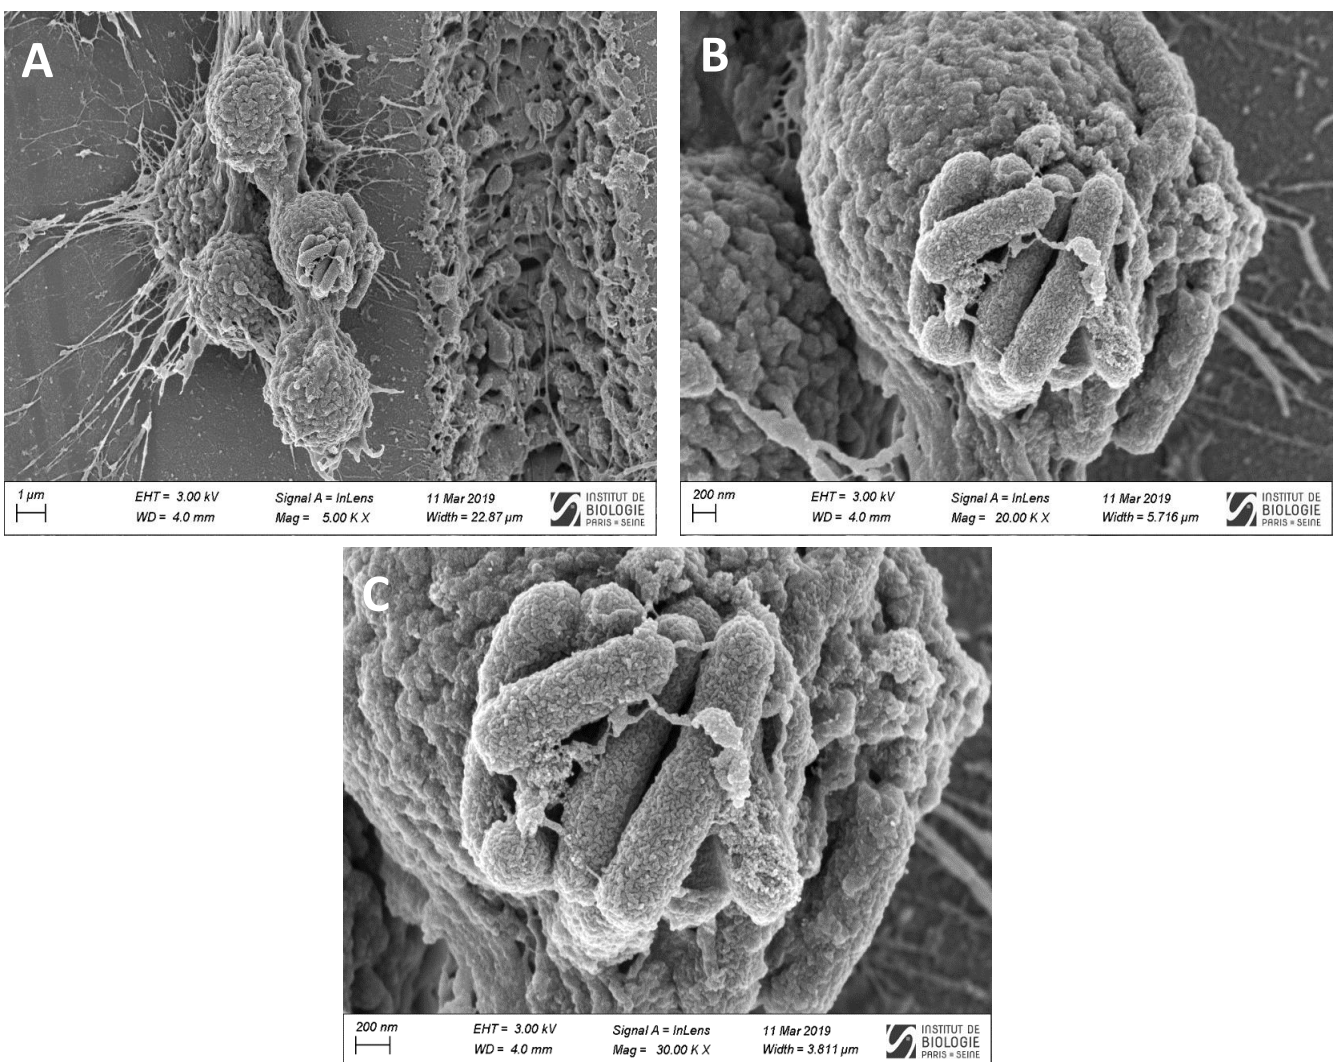 A
1 µm
EHT = 3.00 kV
Signal A = InLens
11 Mar 2019
WD = 4.0 mm
Mag = 5.00 K X
Width = 22.87 µm
INSTITUT DE
BIOLOGIE
PARIS SEINE
B
200 nm
EHT = 3.00 kV
Signal A = InLens
11 Mar 2019
WD = 4.0 mm
Mag = 20.00 K X
Width = 5.716 µm
INSTITUT DE
BIOLOGIE
PARIS SEINE
C
200 nm
EHT = 3.00 kV
Signal A = InLens
11 Mar 2019
WD = 4.0 mm
Mag = 30.00 K X
Width = 3.811 µm
INSTITUT DE
BIOLOGIE
PARIS SEINE